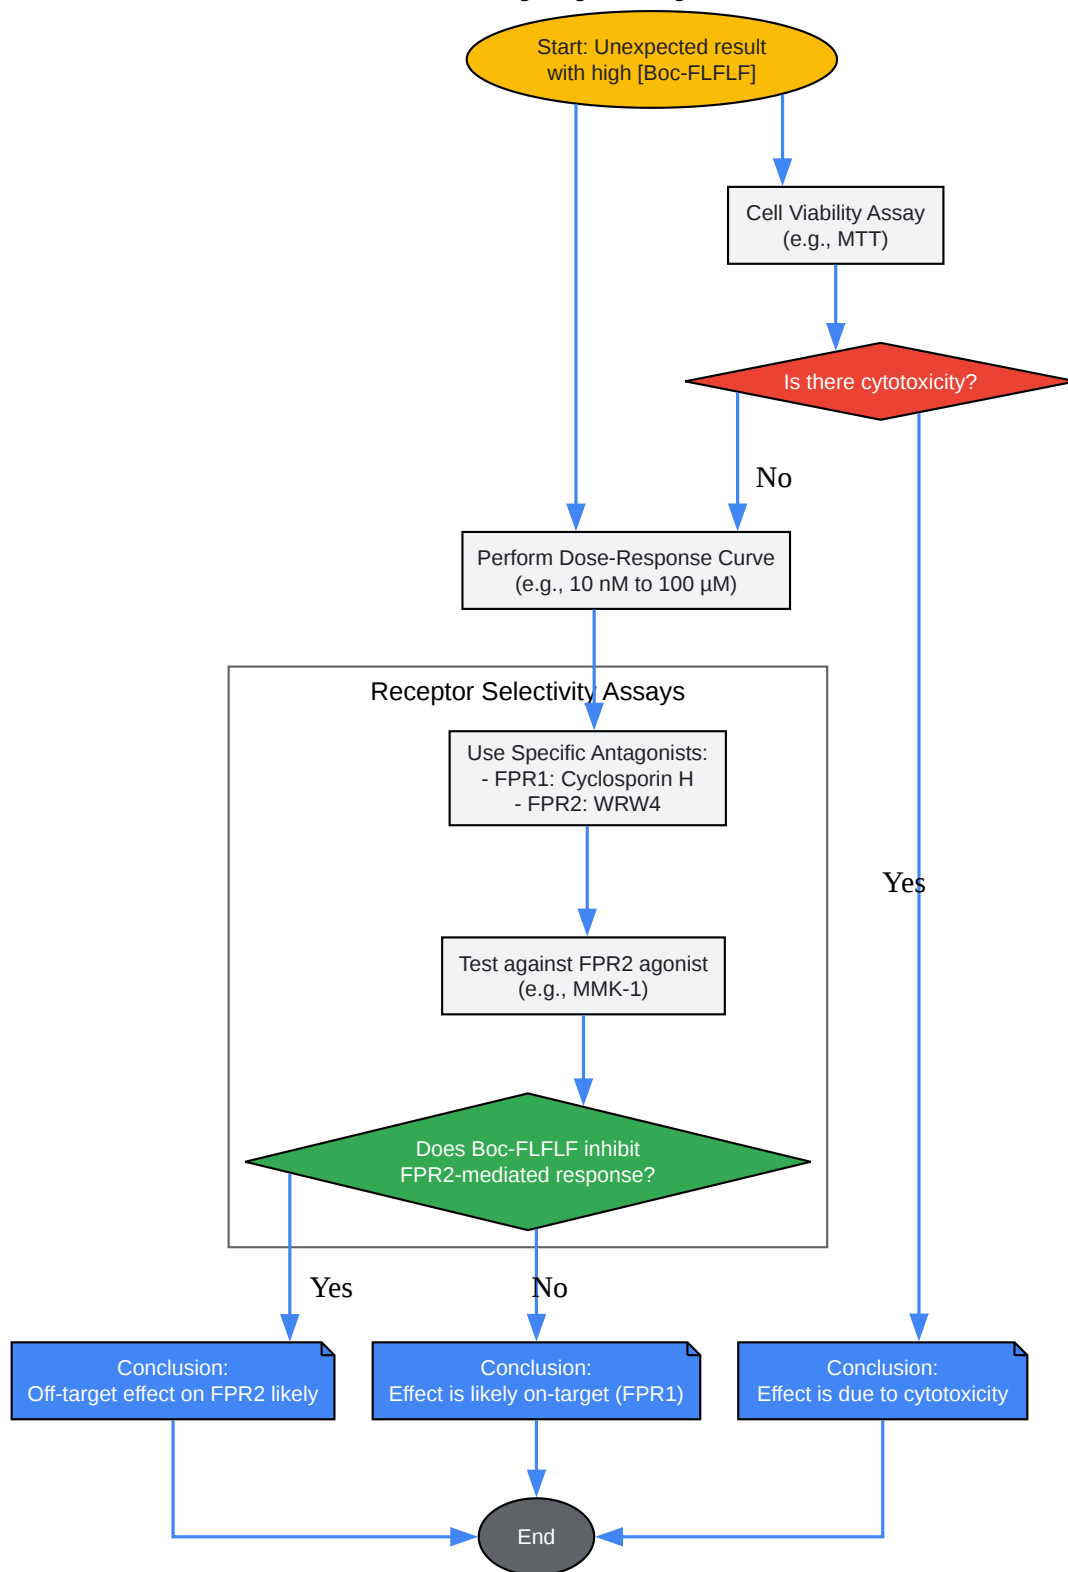 Start: Unexpected result
with high [Boc-FLFLF]
Cell Viability Assay
(e.g., MTT)
Is there cytotoxicity?
No
Perform Dose-Response Curve
(e.g., 10 nM to 100 µM)
Receptor Selectivity Assays
Use Specific Antagonists:
- FPR1: Cyclosporin H
- FPR2: WRW4
Yes
Test against FPR2 agonist
(e.g., MMK-1)
Does Boc-FLFLF inhibit
FPR2-mediated response?
Yes
No
Conclusion:
Off-target effect on FPR2 likely
Conclusion:
Effect is likely on-target (FPR1)
Conclusion:
Effect is due to cytotoxicity
End